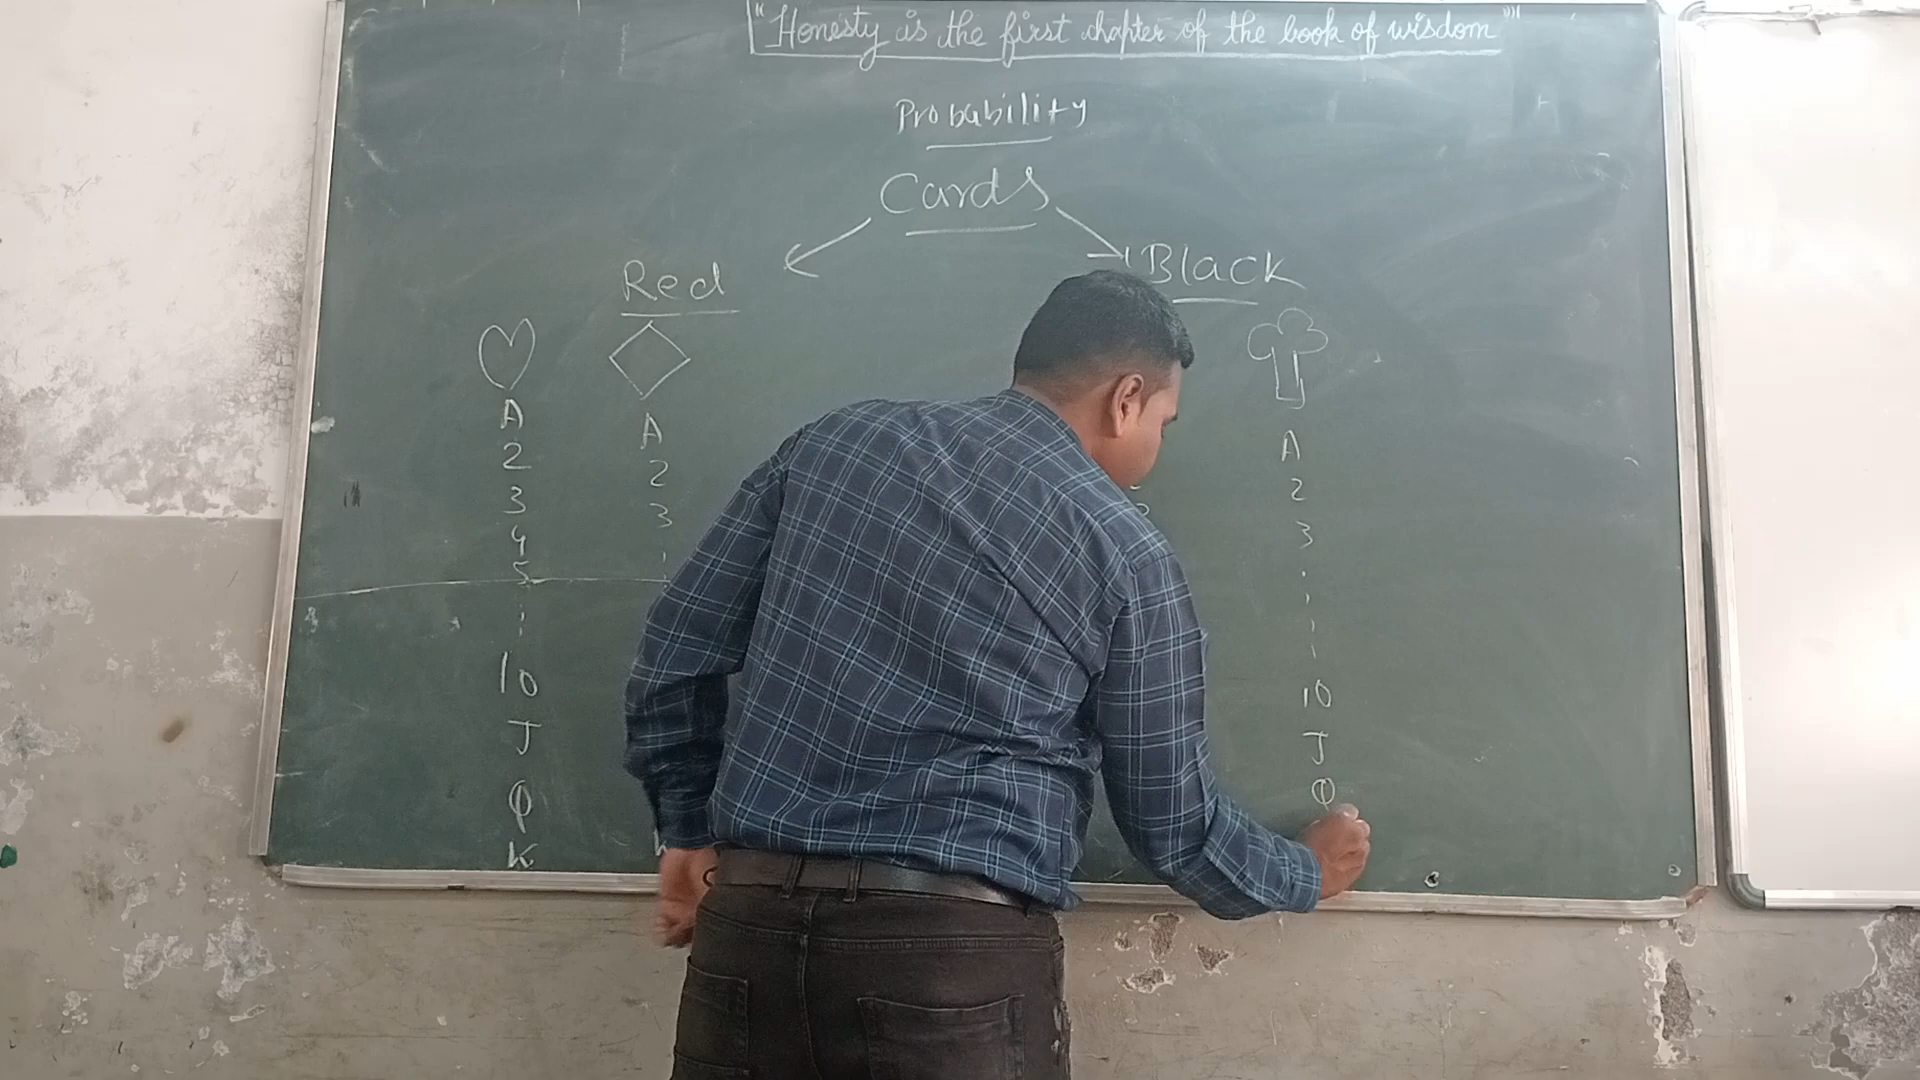 "Honesty is the first chapter of the book of wisdom"
Probability
Cards
Red
Black
A
2
3
4
5
10
J
Q
K
A
2
3
A
2
3
10
J
Q